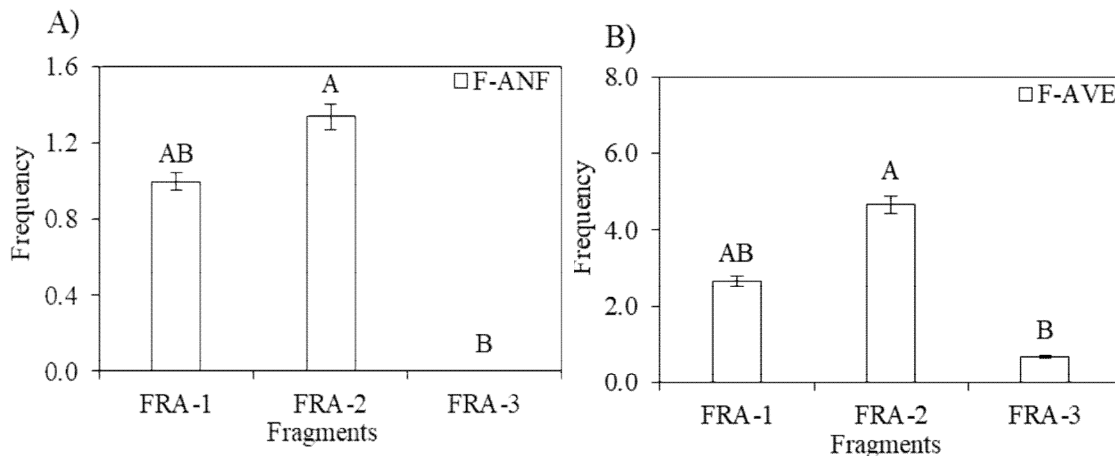 A)
1.6
F-ANF
A
1.2
AB
0.8
0.4
B
0.0
Frequency
FRA-1 FRA-2 FRA-3
Fragments
B)
8.0
F-AVE
6.0
A
4.0
AB
2.0
B
0.0
Frequency
FRA-1 FRA-2 FRA-3
Fragments